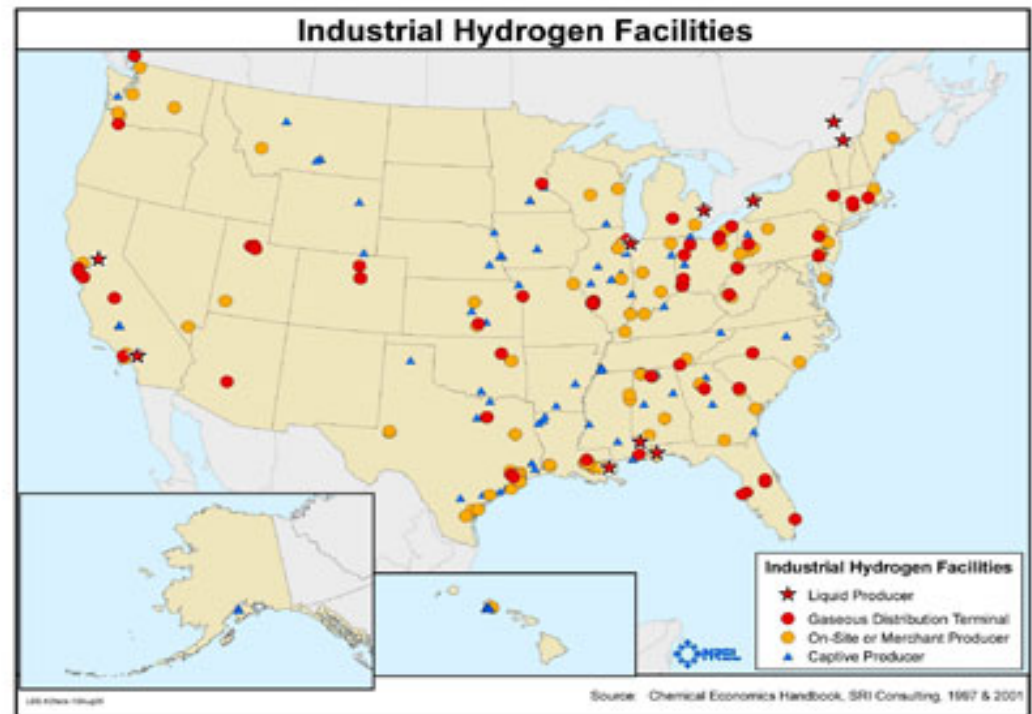 Industrial Hydrogen Facilities
Industrial Hydrogen Facilities
Liquid Producer
Gaseous Distribution Terminal
On-Site or Merchant Producer
Captive Producer
NREL
Source: Chemical Economics Handbook, SRI Consulting, 1997 & 2001